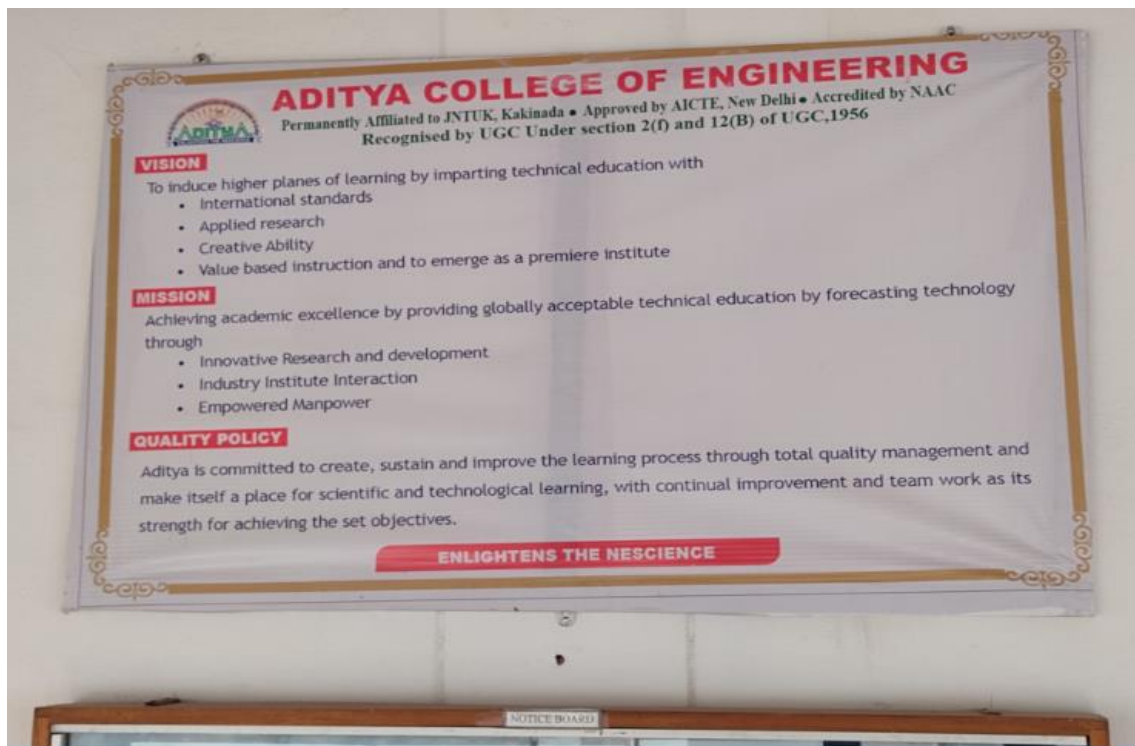 ADITYA COLLEGE OF ENGINEERING
Permanently Affiliated to JNTUK, Kakinada • Approved by AICTE, New Delhi • Accredited by NAAC
Recognised by UGC Under section 2(f) and 12(B) of UGC,1956
ADITYA
VISION
To induce higher planes of learning by imparting technical education with
• International standards
• Applied research
• Creative Ability
• Value based instruction and to emerge as a premiere institute
MISSION
Achieving academic excellence by providing globally acceptable technical education by forecasting technology
through
• Innovative Research and development
• Industry Institute Interaction
• Empowered Manpower
QUALITY POLICY
Aditya is committed to create, sustain and improve the learning process through total quality management and
make itself a place for scientific and technological learning, with continual improvement and team work as its
strength for achieving the set objectives.
ENLIGHTENS THE NESCIENCE
NOTICE BOARD